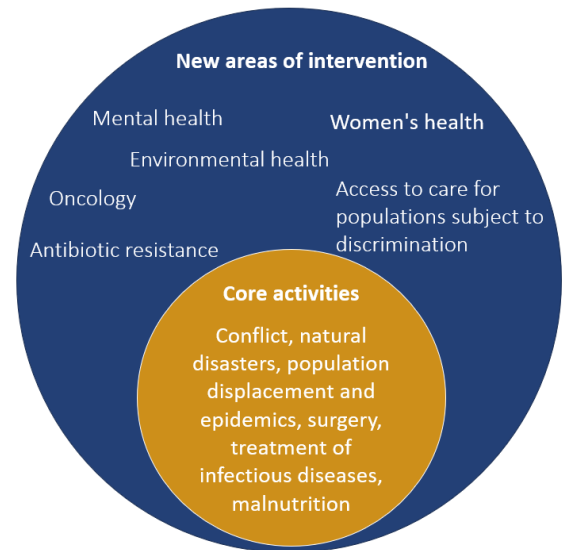 New areas of intervention
Mental health
Women's health
Environmental health
Oncology
Access to care for
populations subject to
discrimination
Antibiotic resistance
Core activities
Conflict, natural
disasters, population
displacement and
epidemics, surgery,
treatment of
infectious diseases,
malnutrition